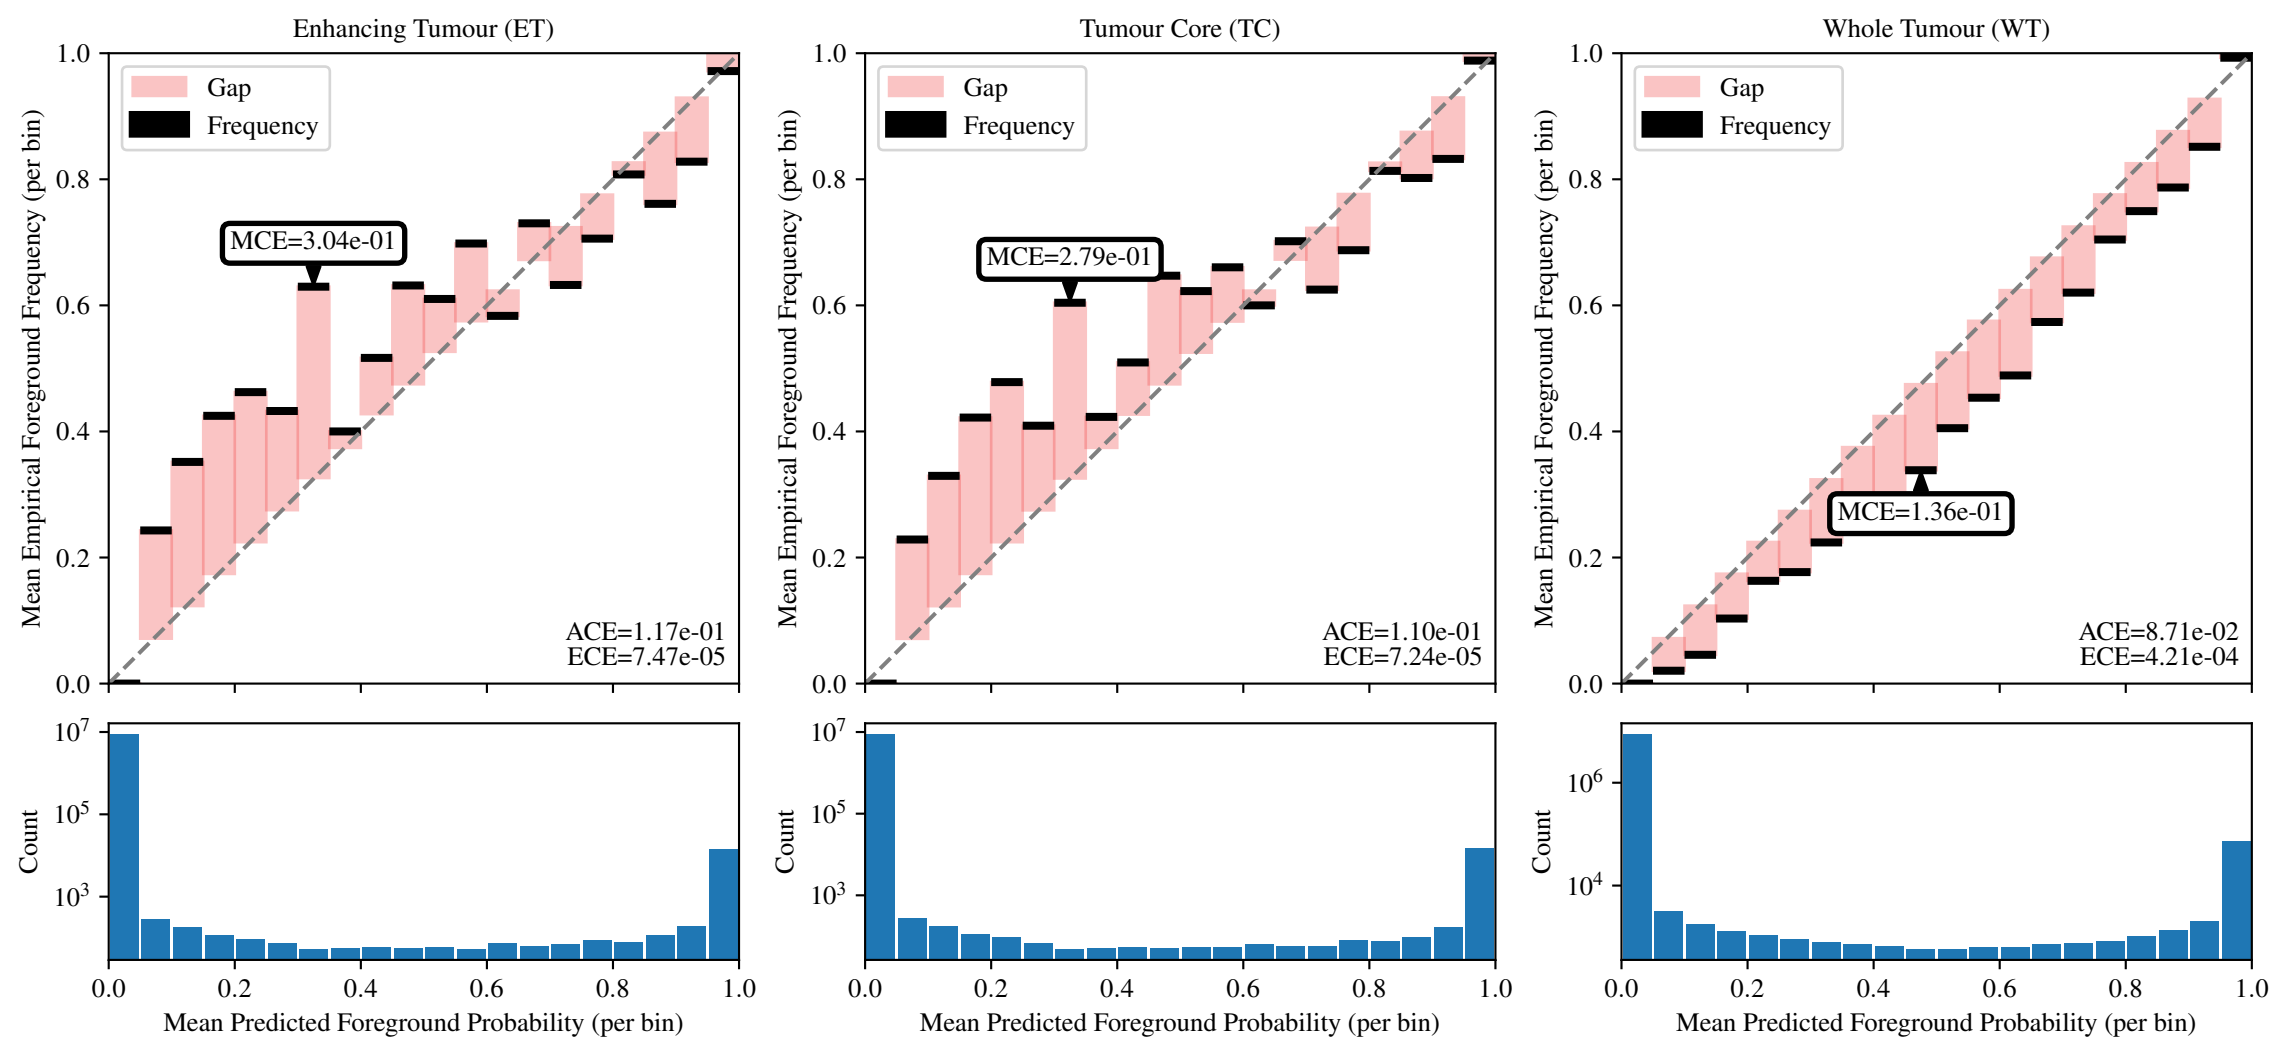 Enhancing Tumour (ET)
Mean Empirical Foreground Frequency (per bin)
1.0
0.8
0.6
0.4
0.2
0.0
Gap
Frequency
MCE=3.04e-01
ACE=1.17e-01
ECE=7.47e-05
Count
10^7
10^5
10^3
0.0 0.2 0.4 0.6 0.8 1.0
Mean Predicted Foreground Probability (per bin)
Tumour Core (TC)
Mean Empirical Foreground Frequency (per bin)
1.0
0.8
0.6
0.4
0.2
0.0
Gap
Frequency
MCE=2.79e-01
ACE=1.10e-01
ECE=7.24e-05
Count
10^7
10^5
10^3
0.0 0.2 0.4 0.6 0.8 1.0
Mean Predicted Foreground Probability (per bin)
Whole Tumour (WT)
Mean Empirical Foreground Frequency (per bin)
1.0
0.8
0.6
0.4
0.2
0.0
Gap
Frequency
MCE=1.36e-01
ACE=8.71e-02
ECE=4.21e-04
Count
10^6
10^4
0.0 0.2 0.4 0.6 0.8 1.0
Mean Predicted Foreground Probability (per bin)